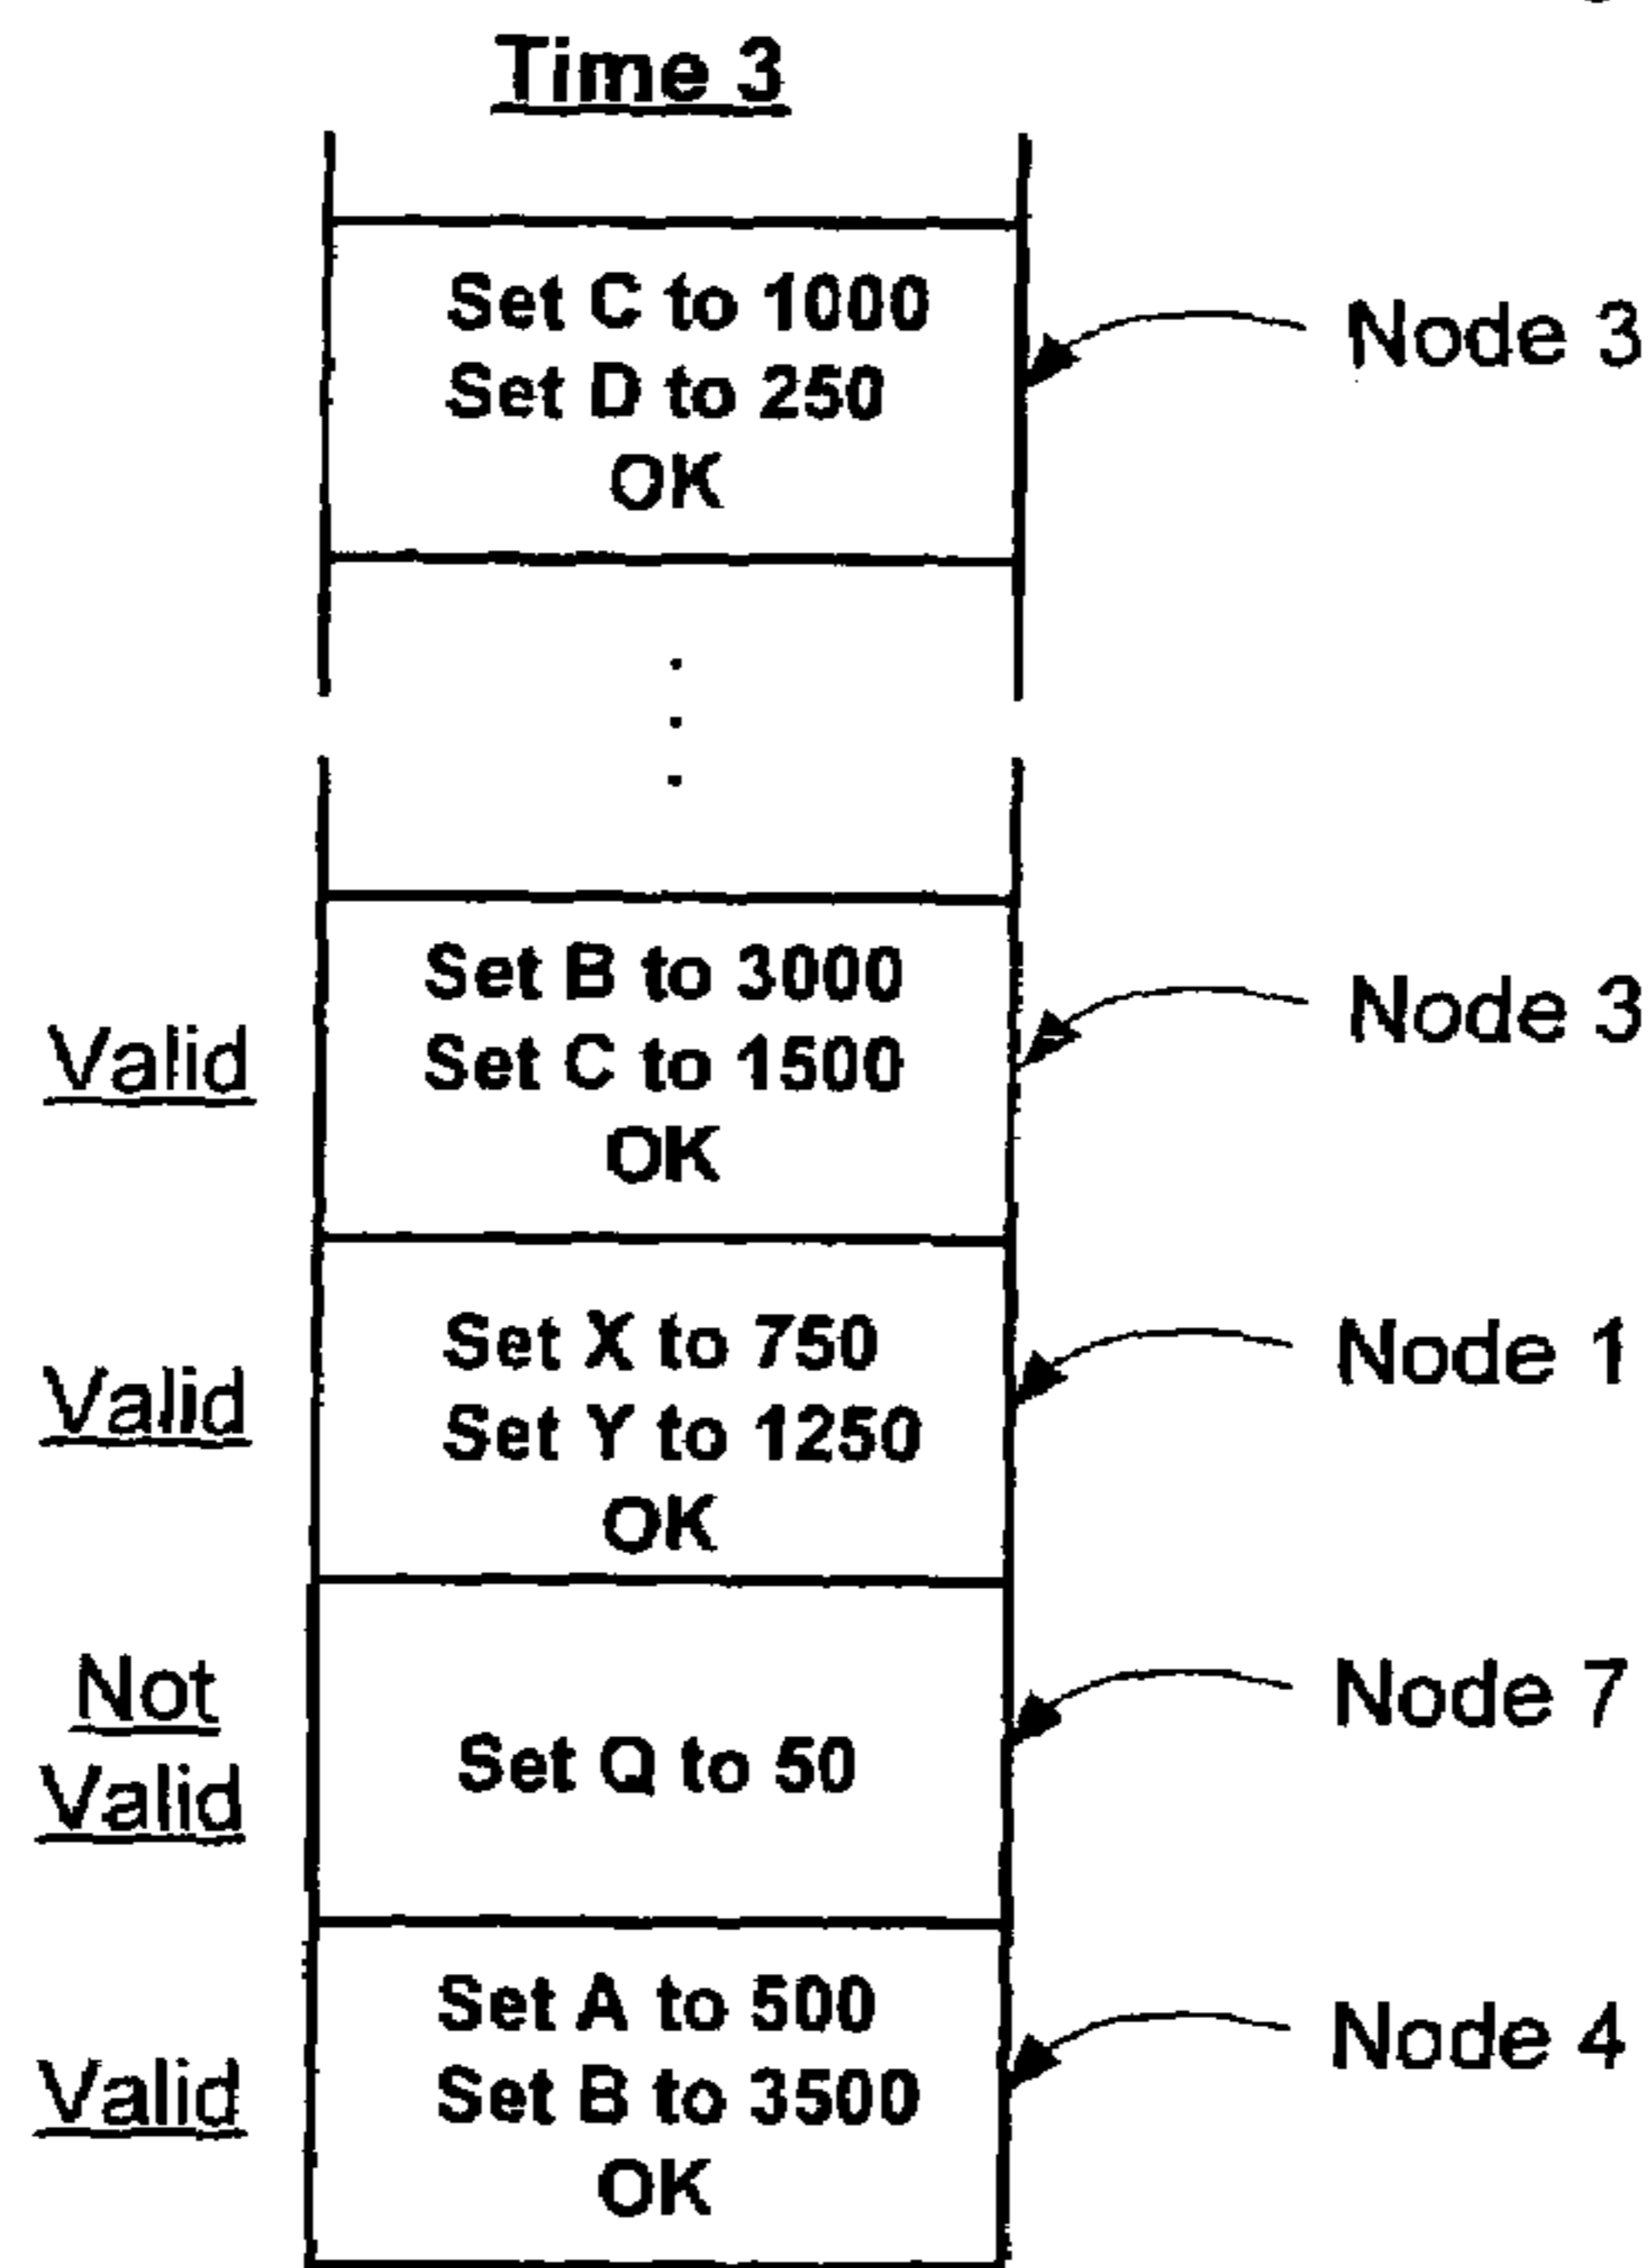 Time 3
Set C to 1000
Set D to 250
OK
Node 3
Valid
Set B to 3000
Set C to 1500
OK
Node 3
Valid
Set X to 750
Set Y to 1250
OK
Node 1
Not
Valid
Set Q to 50
Node 7
Valid
Set A to 500
Set B to 3500
OK
Node 4